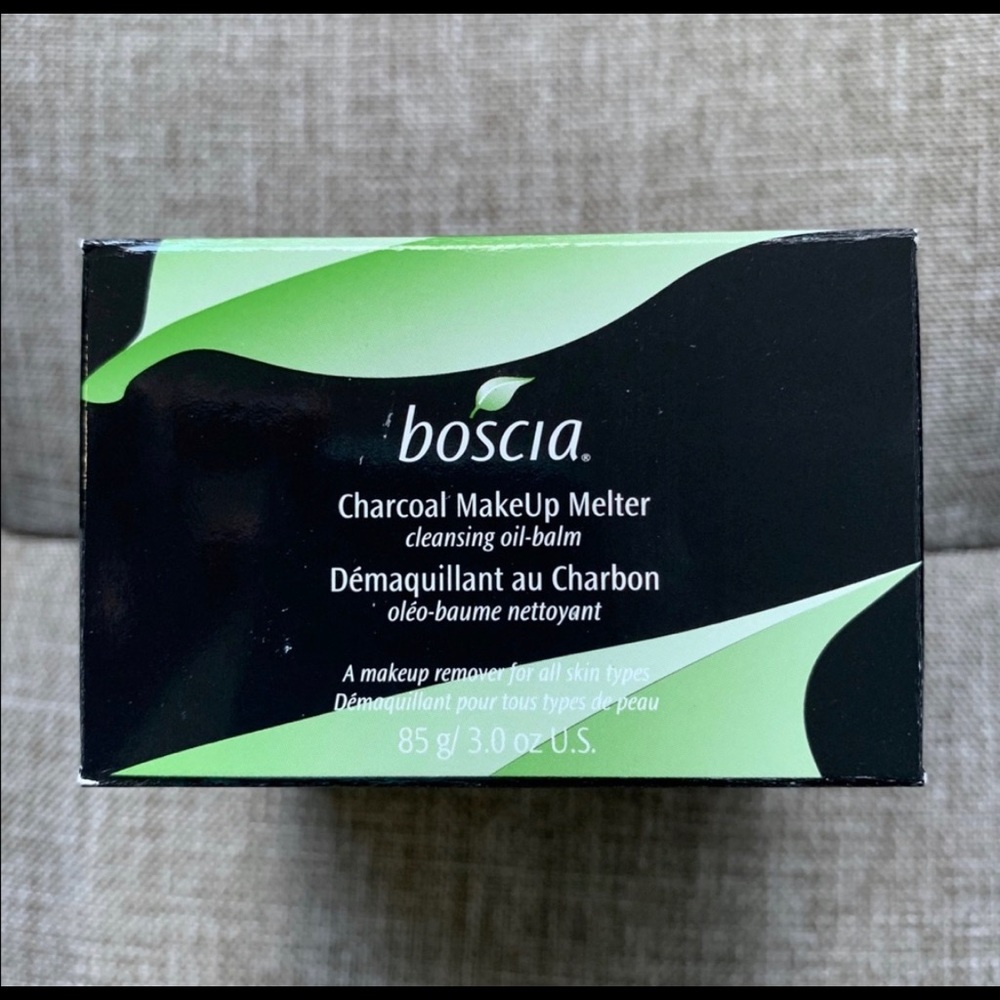 boscia®
Charcoal MakeUp Melter
cleansing oil-balm
Démaquillant au Charbon
oléo-baume nettoyant
A makeup remover for all skin types
Démaquillant pour tous types de peau
85 g/ 3.0 oz U.S.